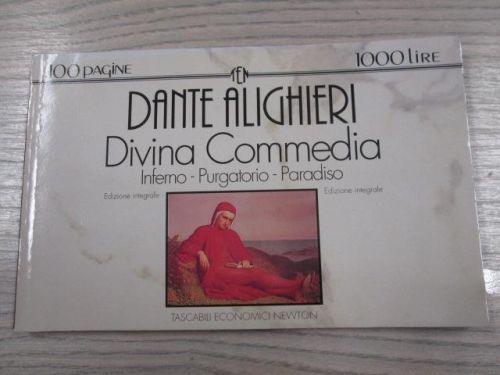 100 PAGINE
TEN
1000 LIRE
DANTE ALIGHIERI
Divina Commedia
Inferno - Purgatorio - Paradiso
Edizione integrale
Edizione integrale
TASCABILI ECONOMICI NEWTON